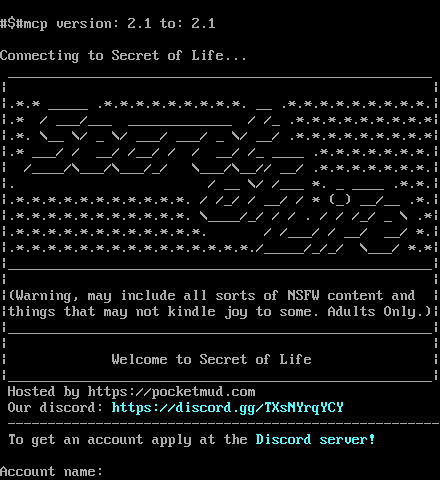 #$#mcp version: 2.1 to: 2.1
Connecting to Secret of Life...
Secret of Life
(Warning, may include all sorts of NSFW content and
things that may not kindle joy to some. Adults Only.)
Welcome to Secret of Life
Hosted by https://pocketmud.com
Our discord: https://discord.gg/TXsNYrqYCY
To get an account apply at the Discord server!
Account name: